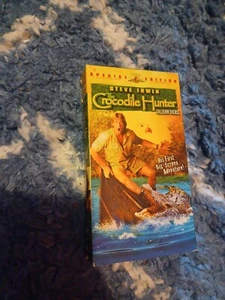 SPECIAL EDITION
STEVE IRWIN
The
Crocodile Hunter
COLLISION COURSE
His First
Big-Screen
Adventure!